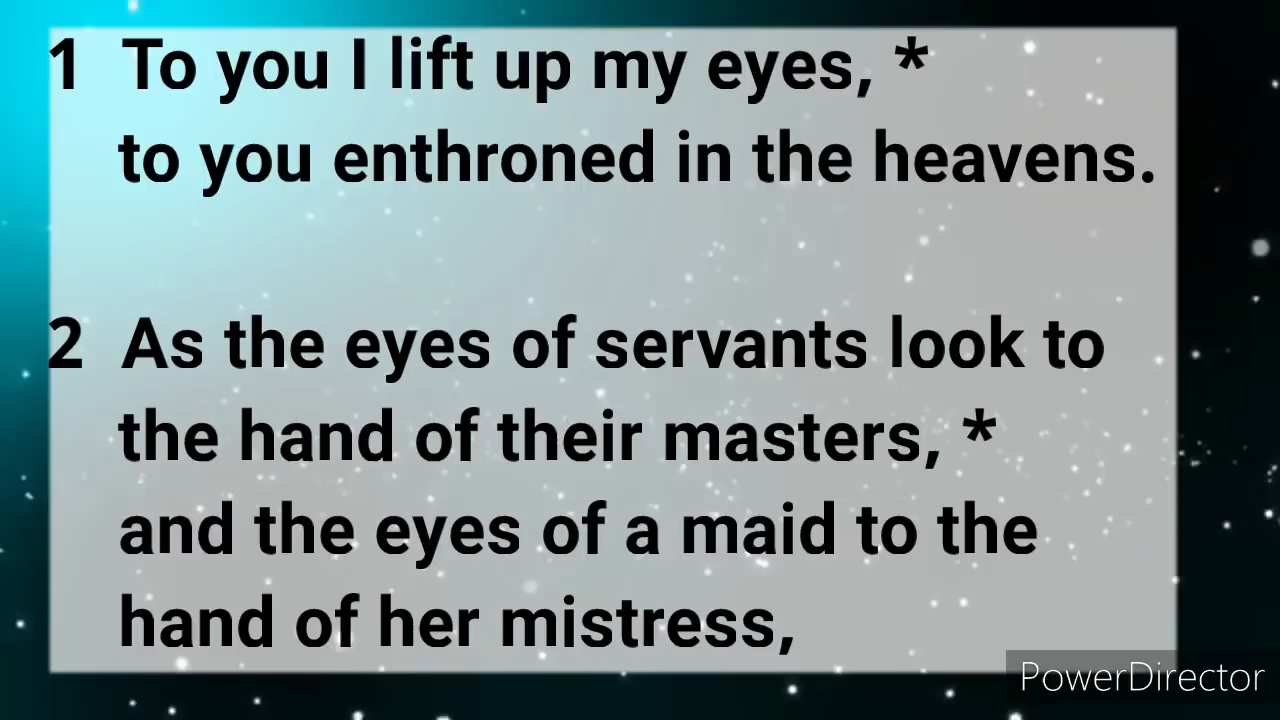 1 To you I lift up my eyes, *
to you enthroned in the heavens.
2 As the eyes of servants look to
the hand of their masters, *
and the eyes of a maid to the
hand of her mistress,
PowerDirector